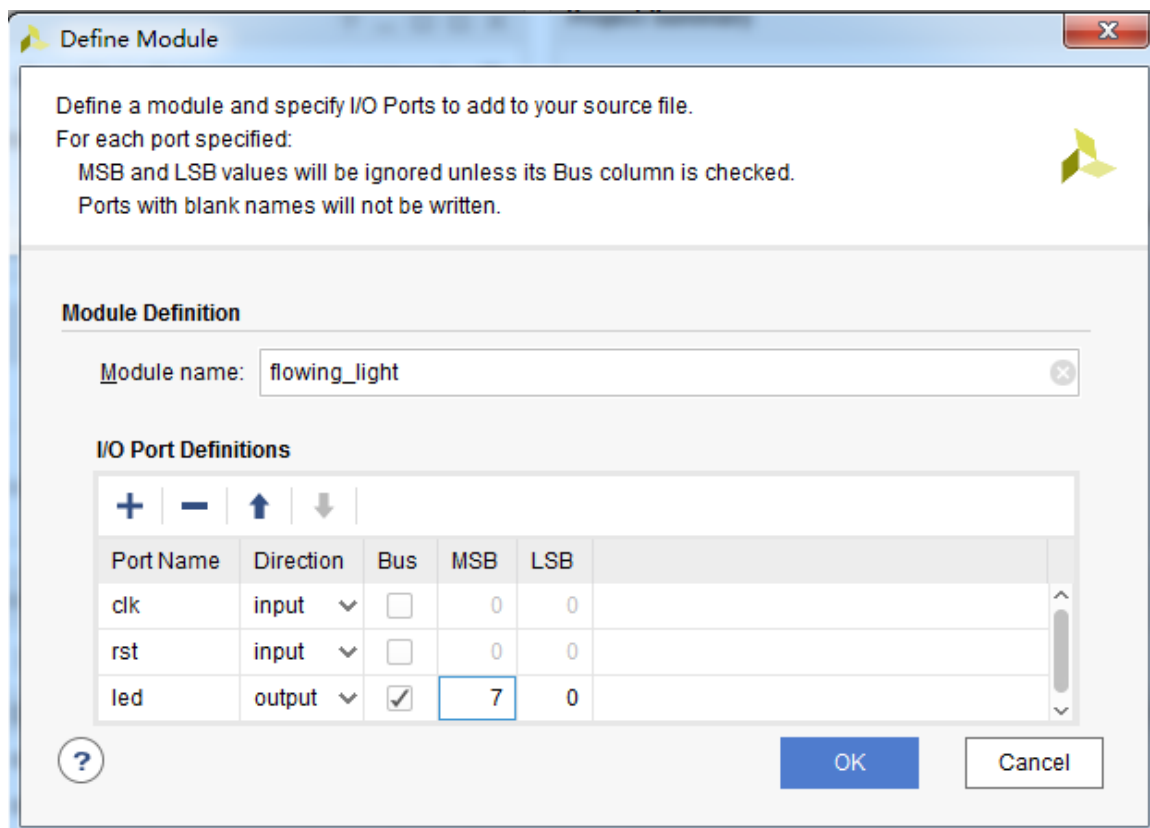 Define Module
Define a module and specify I/O Ports to add to your source file.
For each port specified:
MSB and LSB values will be ignored unless its Bus column is checked.
Ports with blank names will not be written.
Module Definition
Module name: flowing_light
I/O Port Definitions
Port Name Direction Bus MSB LSB
clk input 0 0
rst input 0 0
led output 7 0
? OK Cancel